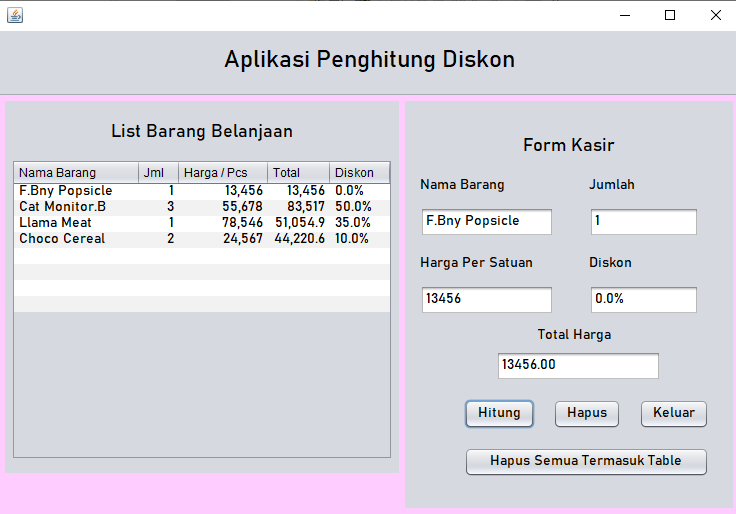 Aplikasi Penghitung Diskon
List Barang Belanjaan
Nama Barang Jml Harga / Pcs Total Diskon
F.Bny Popsicle 1 13,456 13,456 0.0%
Cat Monitor.B 3 55,678 83,517 50.0%
Llama Meat 1 78,546 51,054.9 35.0%
Choco Cereal 2 24,567 44,220.6 10.0%
Form Kasir
Nama Barang Jumlah
F.Bny Popsicle 1
Harga Per Satuan Diskon
13456 0.0%
Total Harga
13456.00
Hitung Hapus Keluar
Hapus Semua Termasuk Table